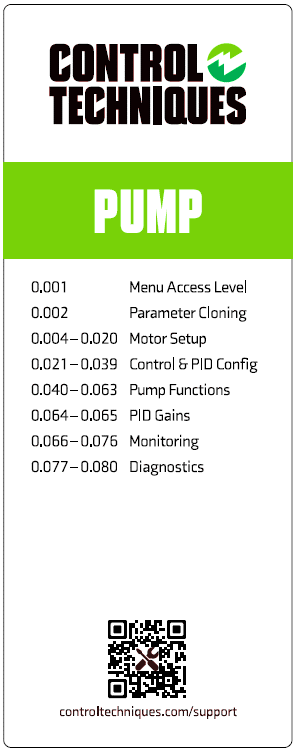 CONTROL
TECHNIQUES
PUMP
0.001 Menu Access Level
0.002 Parameter Cloning
0.004–0.020 Motor Setup
0.021–0.039 Control & PID Config
0.040–0.063 Pump Functions
0.064–0.065 PID Gains
0.066–0.076 Monitoring
0.077–0.080 Diagnostics
controltechniques.com/support